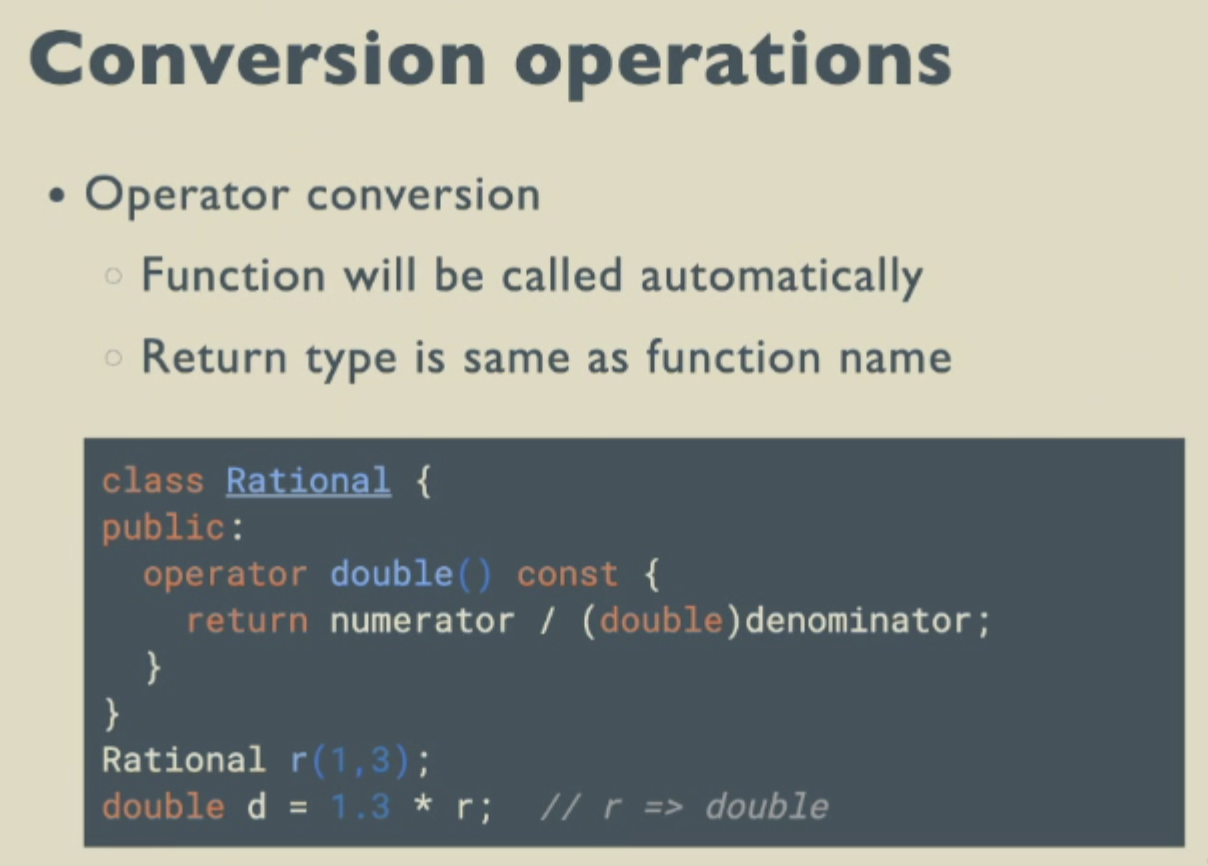 Conversion operations
• Operator conversion
○ Function will be called automatically
○ Return type is same as function name
class Rational {
public:
  operator double() const {
    return numerator / (double)denominator;
  }
}
Rational r(1,3);
double d = 1.3 * r;  // r => double